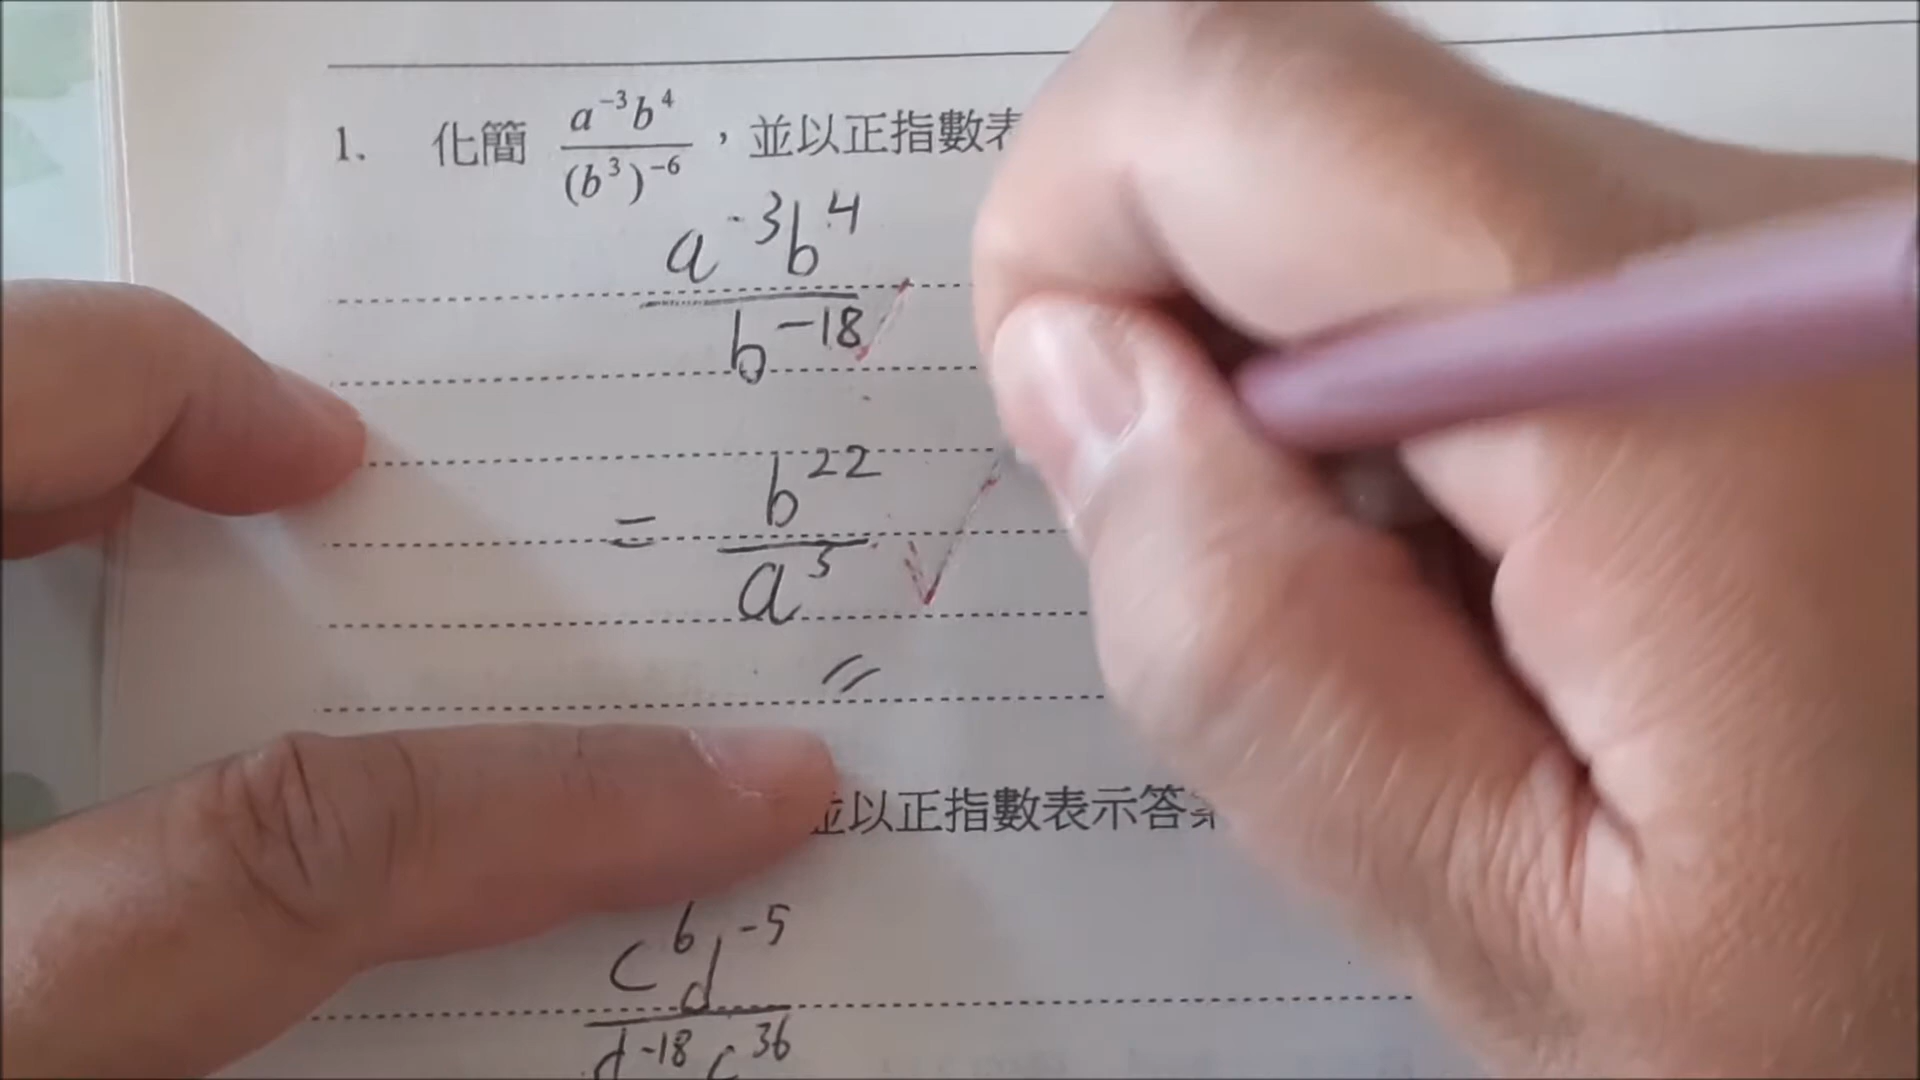 1. 化簡 a⁻³b⁴ / (b³)⁻⁶ ，並以正指數表
a⁻³b⁴ / b⁻¹⁸
= b²² / a³
並以正指數表示答案
c⁶d⁻⁵ / d⁻¹⁸c³⁶